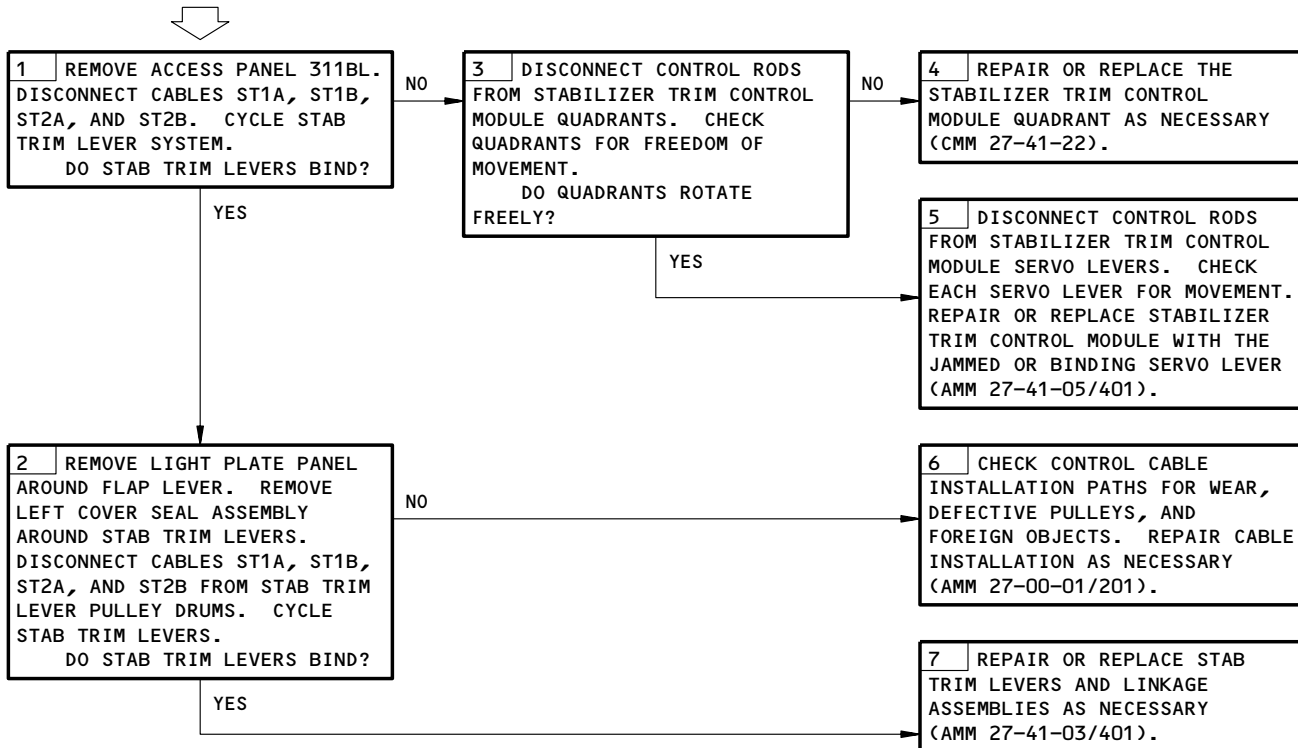 1 REMOVE ACCESS PANEL 311BL.
DISCONNECT CABLES ST1A, ST1B,
ST2A, AND ST2B. CYCLE STAB
TRIM LEVER SYSTEM.
DO STAB TRIM LEVERS BIND?
NO
YES
3 DISCONNECT CONTROL RODS
FROM STABILIZER TRIM CONTROL
MODULE QUADRANTS. CHECK
QUADRANTS FOR FREEDOM OF
MOVEMENT.
DO QUADRANTS ROTATE
FREELY?
NO
YES
4 REPAIR OR REPLACE THE
STABILIZER TRIM CONTROL
MODULE QUADRANT AS NECESSARY
(CMM 27-41-22).
5 DISCONNECT CONTROL RODS
FROM STABILIZER TRIM CONTROL
MODULE SERVO LEVERS. CHECK
EACH SERVO LEVER FOR MOVEMENT.
REPAIR OR REPLACE STABILIZER
TRIM CONTROL MODULE WITH THE
JAMMED OR BINDING SERVO LEVER
(AMM 27-41-05/401).
2 REMOVE LIGHT PLATE PANEL
AROUND FLAP LEVER. REMOVE
LEFT COVER SEAL ASSEMBLY
AROUND STAB TRIM LEVERS.
DISCONNECT CABLES ST1A, ST1B,
ST2A, AND ST2B FROM STAB TRIM
LEVER PULLEY DRUMS. CYCLE
STAB TRIM LEVERS.
DO STAB TRIM LEVERS BIND?
NO
YES
6 CHECK CONTROL CABLE
INSTALLATION PATHS FOR WEAR,
DEFECTIVE PULLEYS, AND
FOREIGN OBJECTS. REPAIR CABLE
INSTALLATION AS NECESSARY
(AMM 27-00-01/201).
7 REPAIR OR REPLACE STAB
TRIM LEVERS AND LINKAGE
ASSEMBLIES AS NECESSARY
(AMM 27-41-03/401).